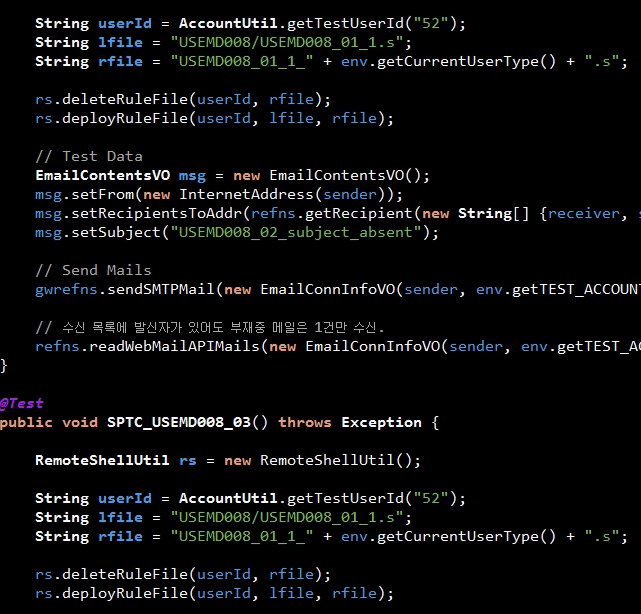 String userId = AccountUtil.getTestUserId("52");
String lfile = "USEMD008/USEMD008_01_1.s";
String rfile = "USEMD008_01_1_" + env.getCurrentUserType() + ".s";
rs.deleteRuleFile(userId, rfile);
rs.deployRuleFile(userId, lfile, rfile);
// Test Data
EmailContentsVO msg = new EmailContentsVO();
msg.setFrom(new InternetAddress(sender));
msg.setRecipientsToAddr(refns.getRecipient(new String[] {receiver, s
msg.setSubject("USEMD008_02_subject_absent");
// Send Mails
gwrefns.sendSMTPMail(new EmailConnInfoVO(sender, env.getTEST_ACCOUNT
// 수신 목록에 발신자가 있어도 부재중 메일은 1건만 수신.
refns.readWebMailAPIMails(new EmailConnInfoVO(sender, env.getTEST_AC
}
@Test
public void SPTC_USEMD008_03() throws Exception {
RemoteShellUtil rs = new RemoteShellUtil();
String userId = AccountUtil.getTestUserId("52");
String lfile = "USEMD008/USEMD008_01_1.s";
String rfile = "USEMD008_01_1_" + env.getCurrentUserType() + ".s";
rs.deleteRuleFile(userId, rfile);
rs.deployRuleFile(userId, lfile, rfile);